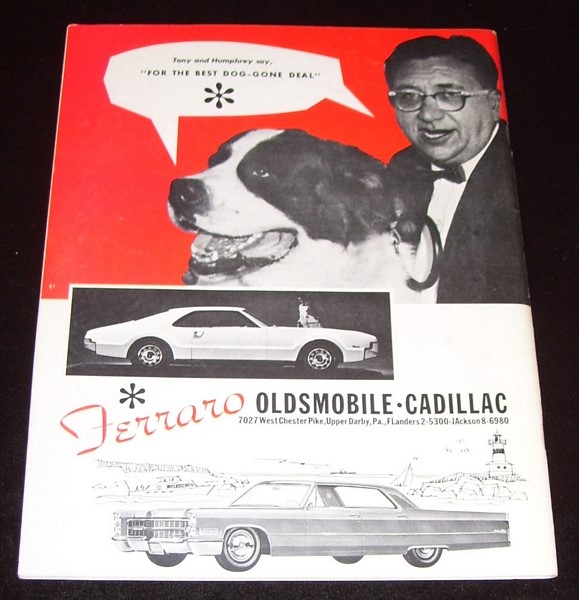 Tony and Humphrey say,
"FOR THE BEST DOG-GONE DEAL"
Ferraro OLDSMOBILE·CADILLAC
7027 West Chester Pike, Upper Darby, Pa., FLanders 2-5300-JAckson 8-6980